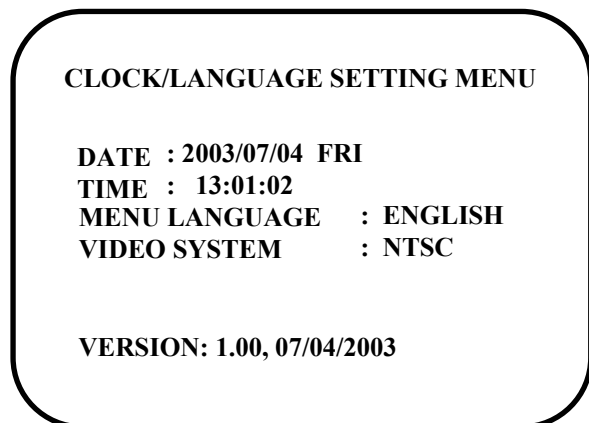 CLOCK/LANGUAGE SETTING MENU
DATE : 2003/07/04 FRI
TIME : 13:01:02
MENU LANGUAGE : ENGLISH
VIDEO SYSTEM : NTSC
VERSION: 1.00, 07/04/2003